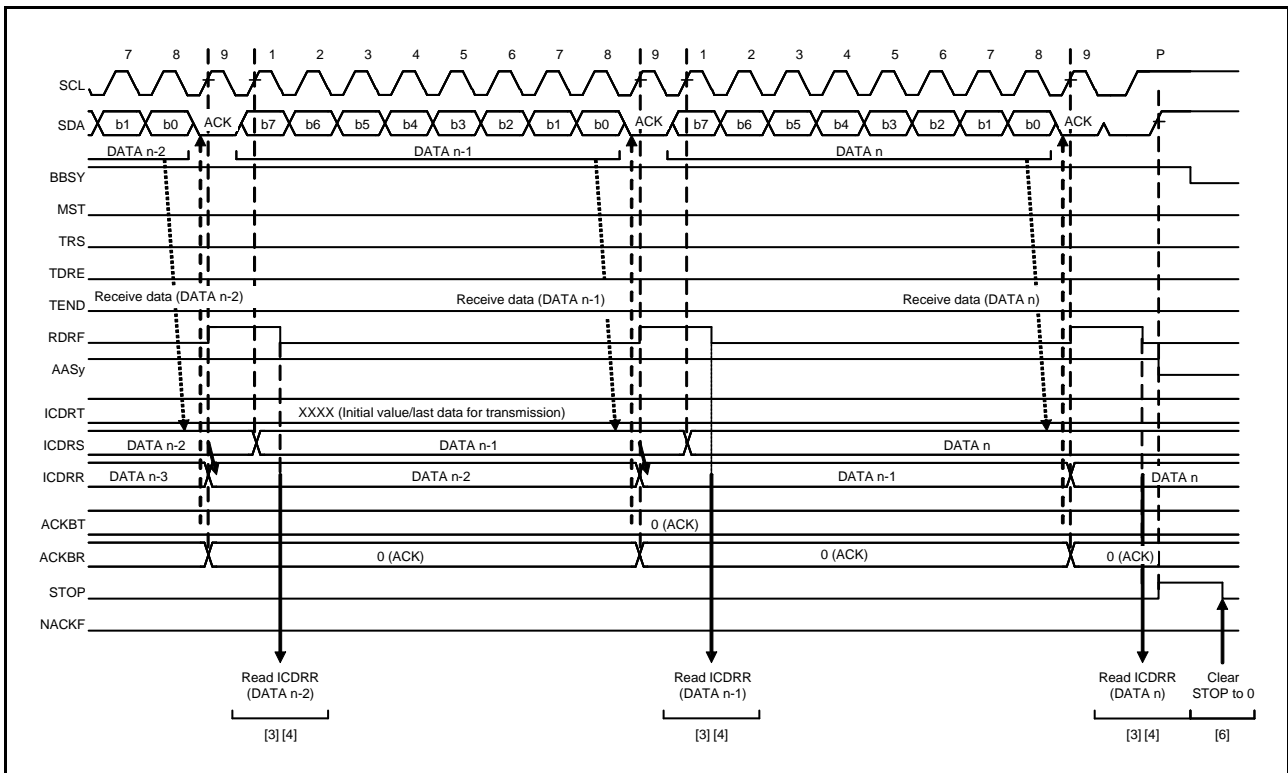 7 8 9 1 2 3 4 5 6 7 8 9 1 2 3 4 5 6 7 8 9 P
SCL
SDA b1 b0 ACK b7 b6 b5 b4 b3 b2 b1 b0 ACK b7 b6 b5 b4 b3 b2 b1 b0 ACK
DATA n-2 DATA n-1 DATA n
BBSY
MST
TRS
TDRE
TEND
Receive data (DATA n-2) Receive data (DATA n-1) Receive data (DATA n)
RDRF
AASy
ICDRT XXXX (Initial value/last data for transmission)
ICDRS DATA n-2 DATA n-1 DATA n
ICDRR DATA n-3 DATA n-2 DATA n-1 DATA n
ACKBT 0 (ACK)
ACKBR 0 (ACK) 0 (ACK) 0 (ACK)
STOP
NACKF
Read ICDRR Read ICDRR Read ICDRR Clear
(DATA n-2) (DATA n-1) (DATA n) STOP to 0
[3] [4] [3] [4] [3] [4] [6]